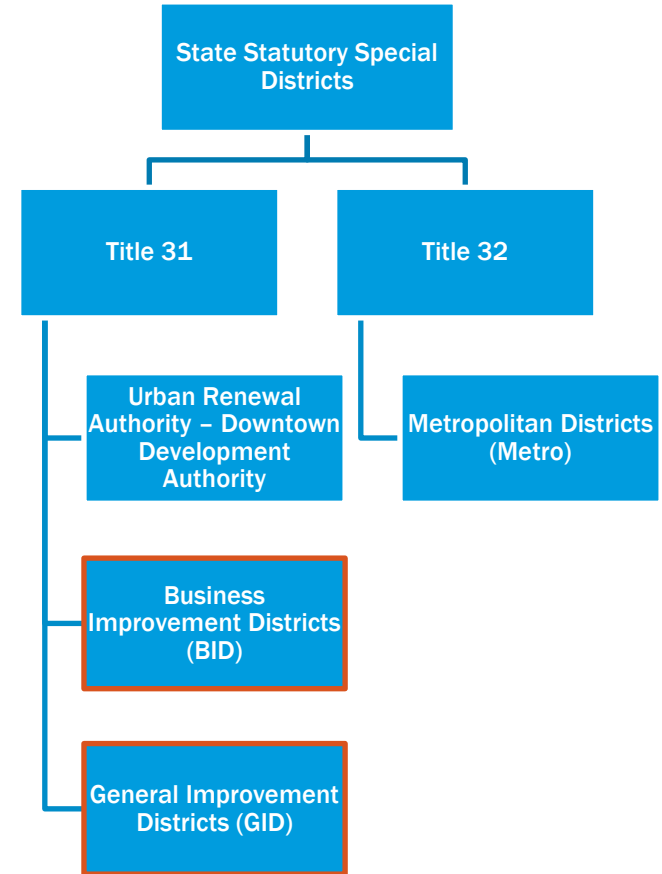 State Statutory Special
Districts
Title 31
Title 32
Urban Renewal
Authority – Downtown
Development
Authority
Metropolitan Districts
(Metro)
Business
Improvement Districts
(BID)
General Improvement
Districts (GID)